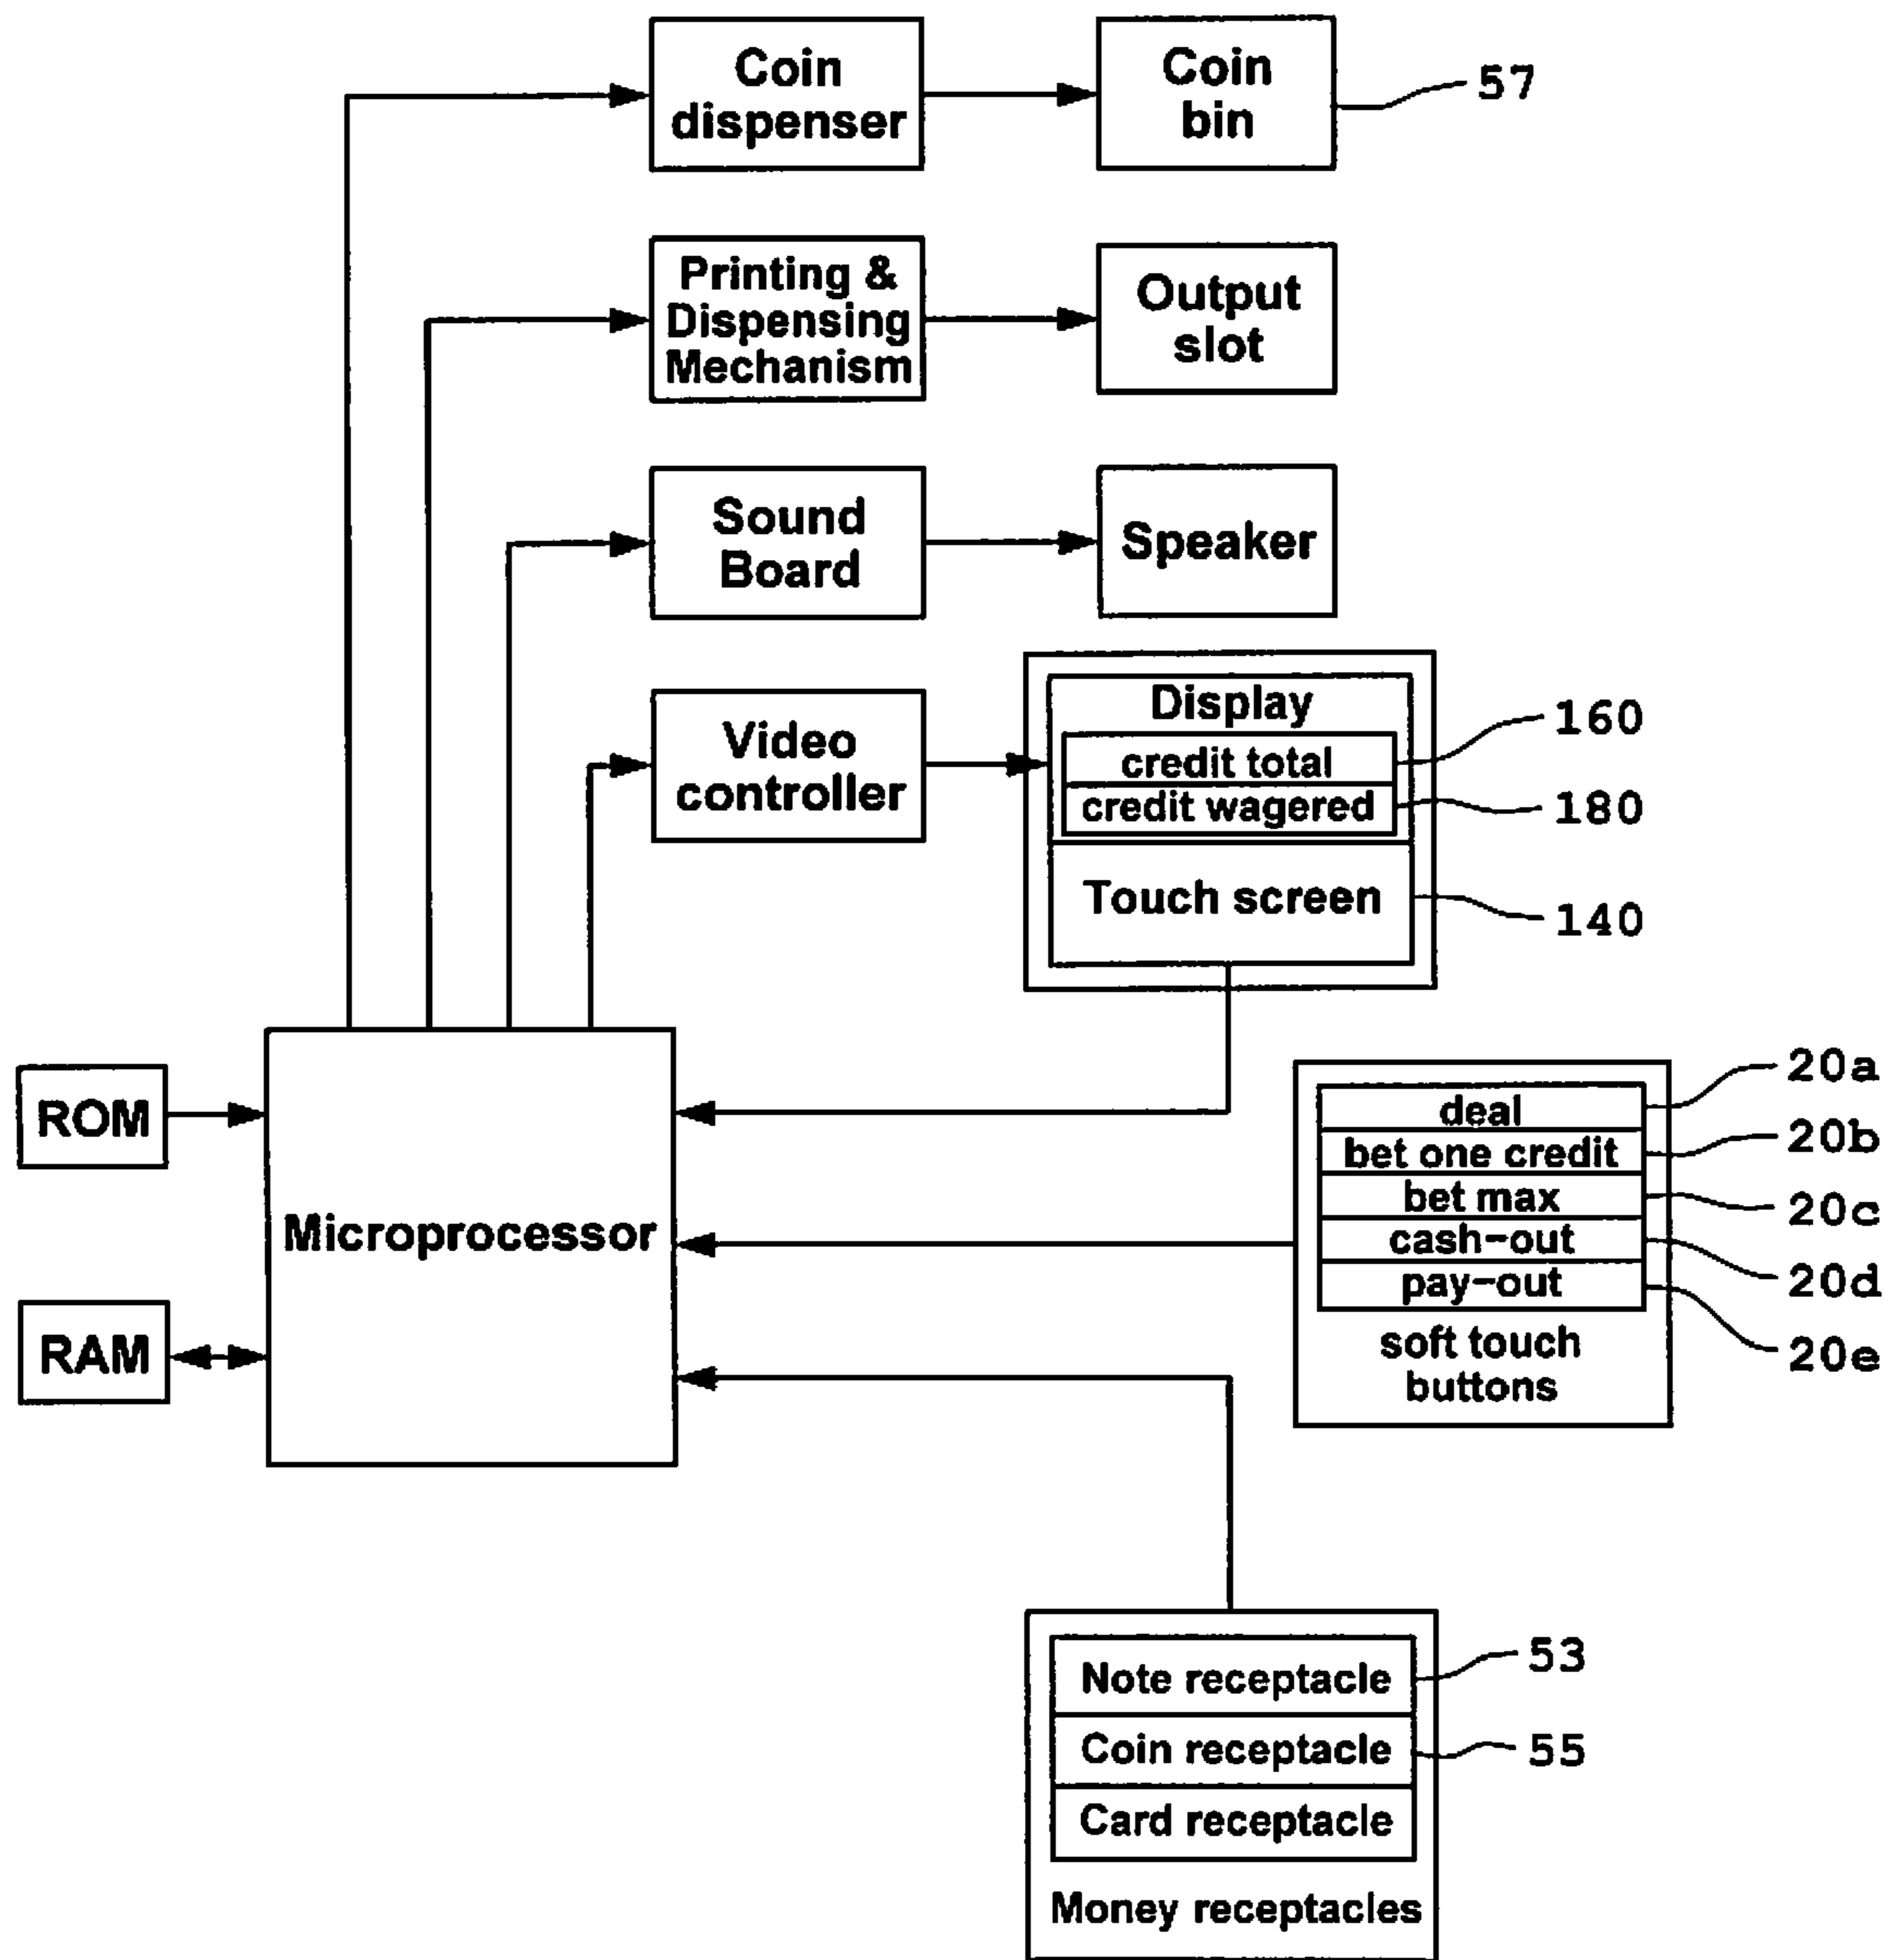 Coin
dispenser
Coin
bin
57
Printing &
Dispensing
Mechanism
Output
slot
Sound
Board
Speaker
Video
controller
Display
credit total
credit wagered
Touch screen
160
180
140
ROM
RAM
Microprocessor
deal
bet one credit
bet max
cash-out
pay-out
soft touch
buttons
20a
20b
20c
20d
20e
Note receptacle
Coin receptacle
Card receptacle
Money receptacles
53
55